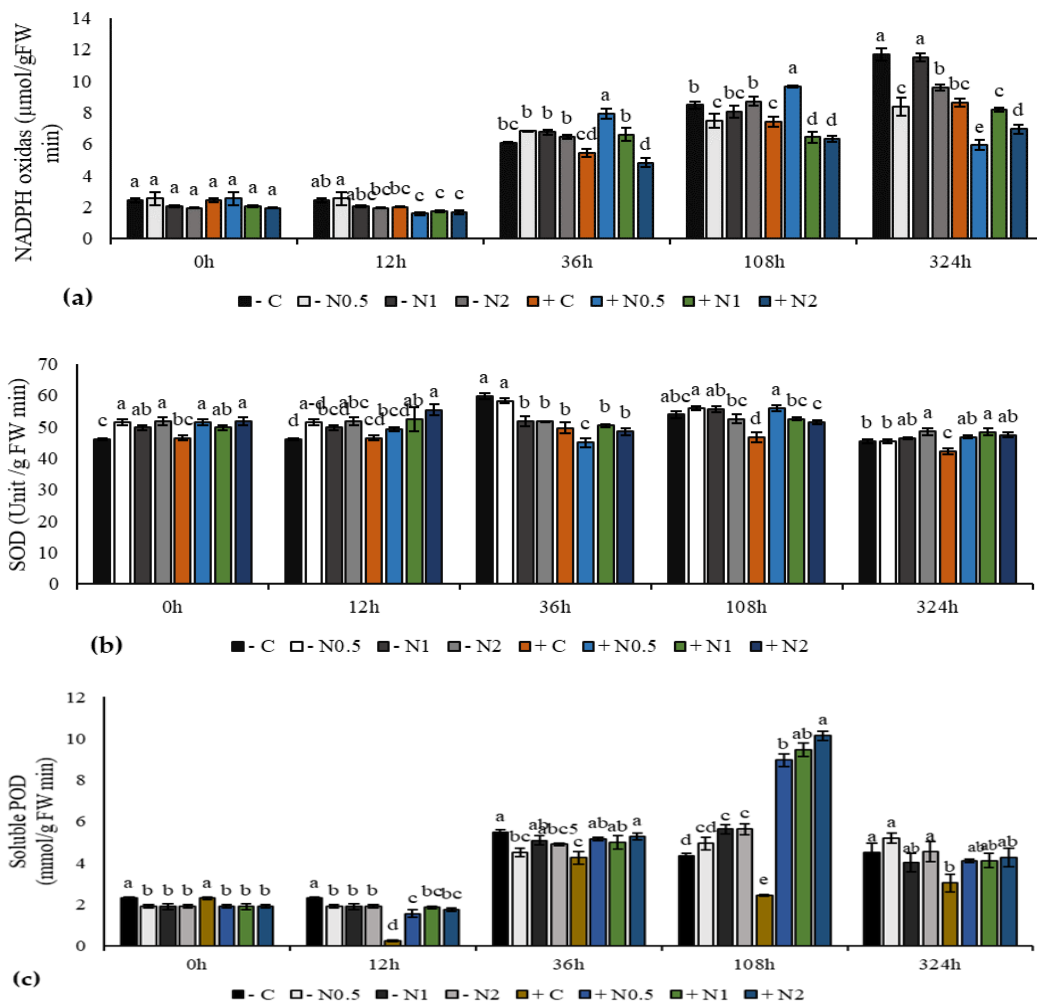 NADPH oxidas (µmol/gFW
min)
14
12
10
8
6
4
2
0
a a a a a a a a
ab a abc bc bc c c c
bc b b b cd a b d
b c bc b c a d d
a c a b bc e c d
0h 12h 36h 108h 324h
(a)
- C - N0.5 - N1 - N2 + C + N0.5 + N1 + N2
SOD (Unit /g FW min)
70
60
50
40
30
20
10
0
c a ab a bc a ab a
d a-d bcd abc cd bcd ab a
a a b b b c b b
abc a ab bc d a bc c
b b ab a c ab a ab
0h 12h 36h 108h 324h
(b)
- C - N0.5 - N1 - N2 + C + N0.5 + N1 + N2
Soluble POD
(mmol/g FW min)
12
10
8
6
4
2
0
a b b b a b b b
a b b b d c bc bc
a bc ab abc5 c ab ab a
d cd c c e b ab a
a a ab a b ab ab ab
0h 12h 36h 108h 324h
(c)
- C - N0.5 - N1 - N2 + C + N0.5 + N1 + N2